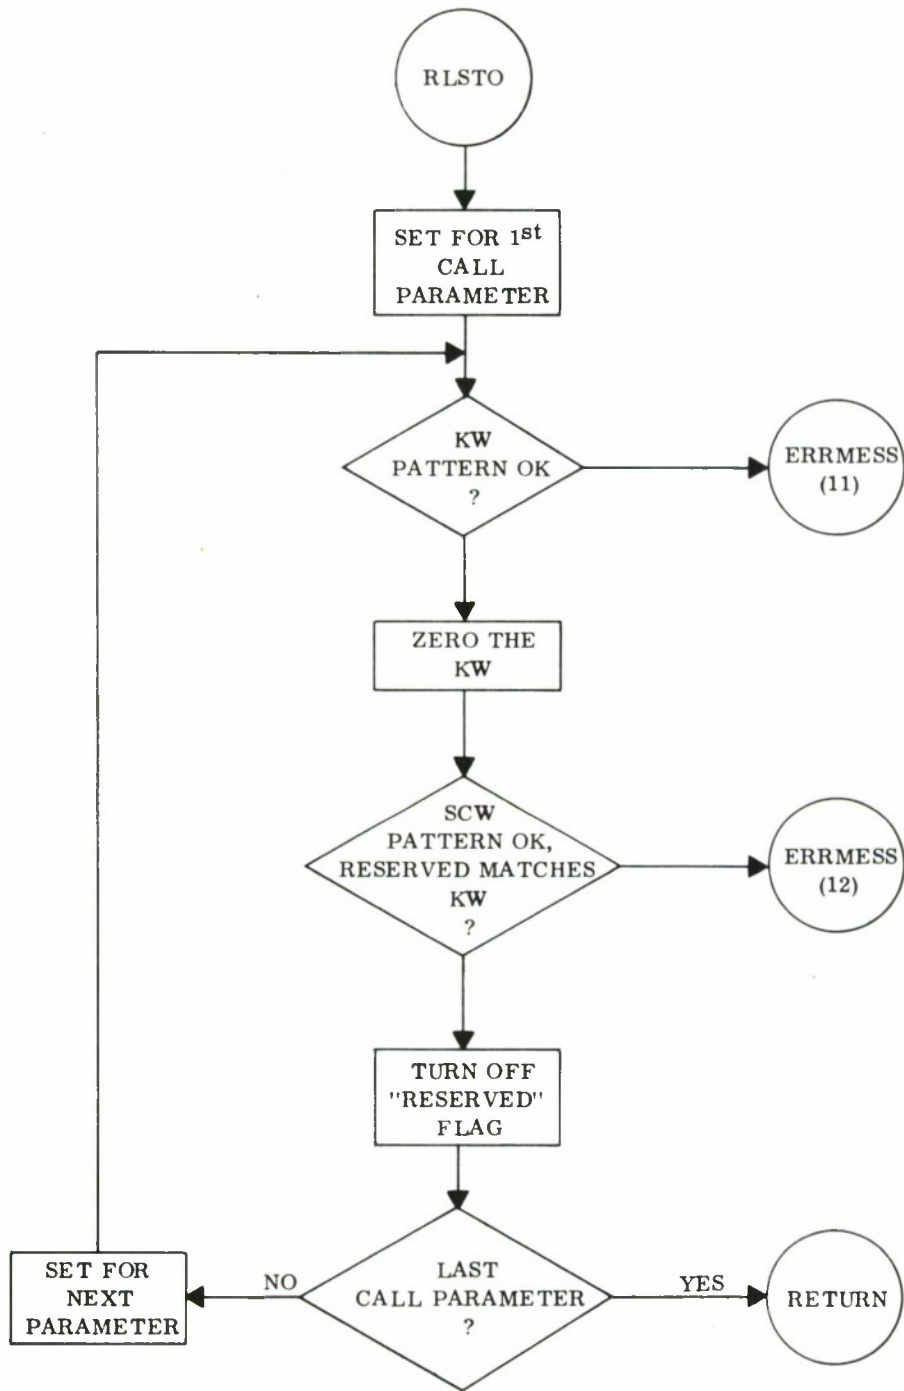 RLSTO
SET FOR 1st
CALL
PARAMETER
KW
PATTERN OK
?
ERRMESS
(11)
ZERO THE
KW
SCW
PATTERN OK,
RESERVED MATCHES
KW
?
ERRMESS
(12)
TURN OFF
"RESERVED"
FLAG
LAST
CALL PARAMETER
?
NO
YES
SET FOR
NEXT
PARAMETER
RETURN